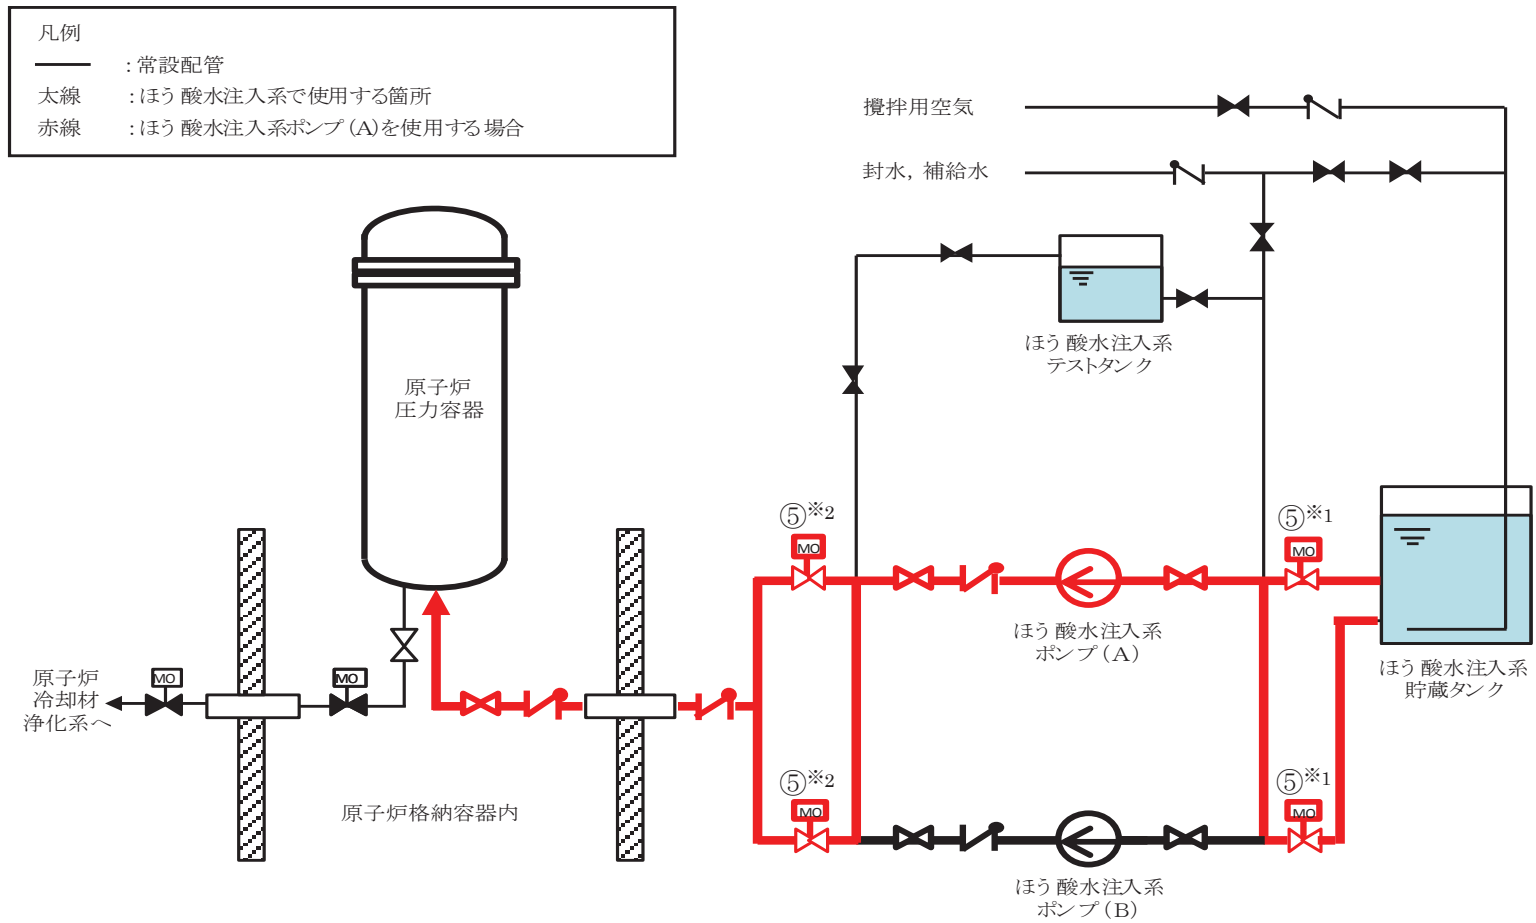 凡例
：常設配管
太線 ：ほう酸水注入系で使用する箇所
赤線 ：ほう酸水注入系ポンプ(A)を使用する場合
攪拌用空気
封水，補給水
ほう酸水注入系
テストタンク
原子炉
圧力容器
⑤※2
MO
⑤※1
MO
ほう酸水注入系
ポンプ(A)
ほう酸水注入系
貯蔵タンク
原子炉
冷却材
浄化系へ
MO
MO
⑤※2
MO
⑤※1
MO
原子炉格納容器内
ほう酸水注入系
ポンプ(B)